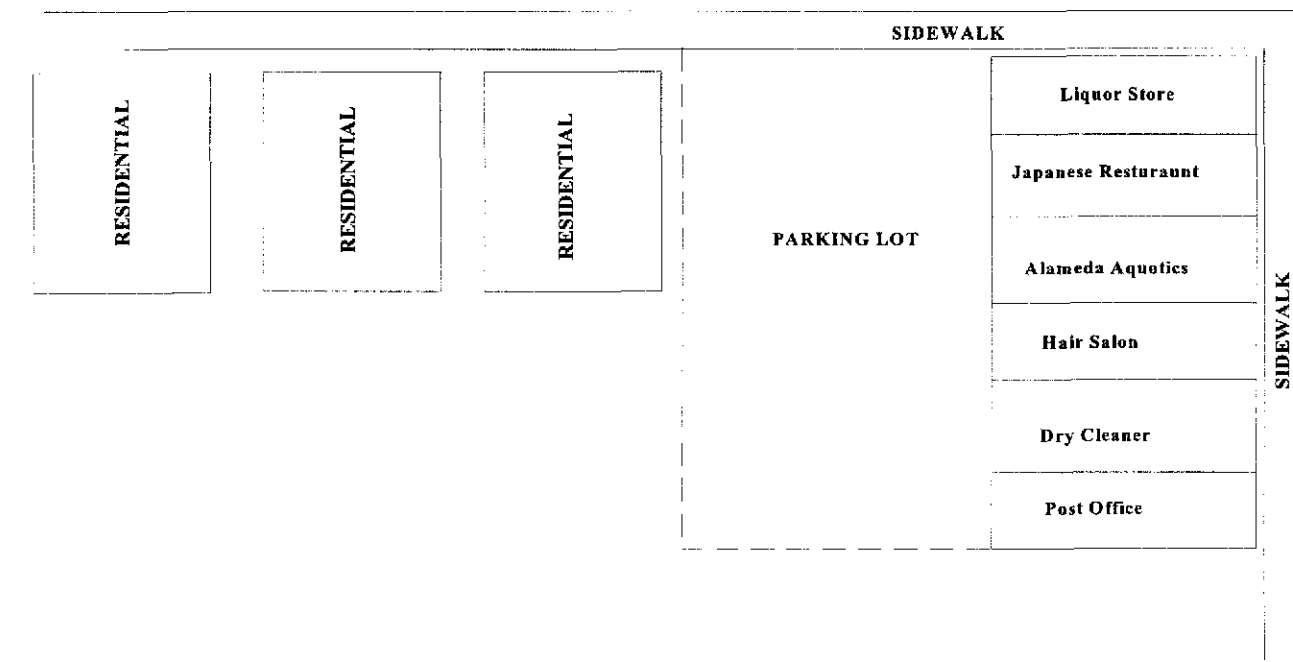 SIDEWALK
RESIDENTIAL
RESIDENTIAL
RESIDENTIAL
PARKING LOT
Liquor Store
Japanese Resturaunt
Alameda Aquotics
Hair Salon
Dry Cleaner
Post Office
SIDEWALK